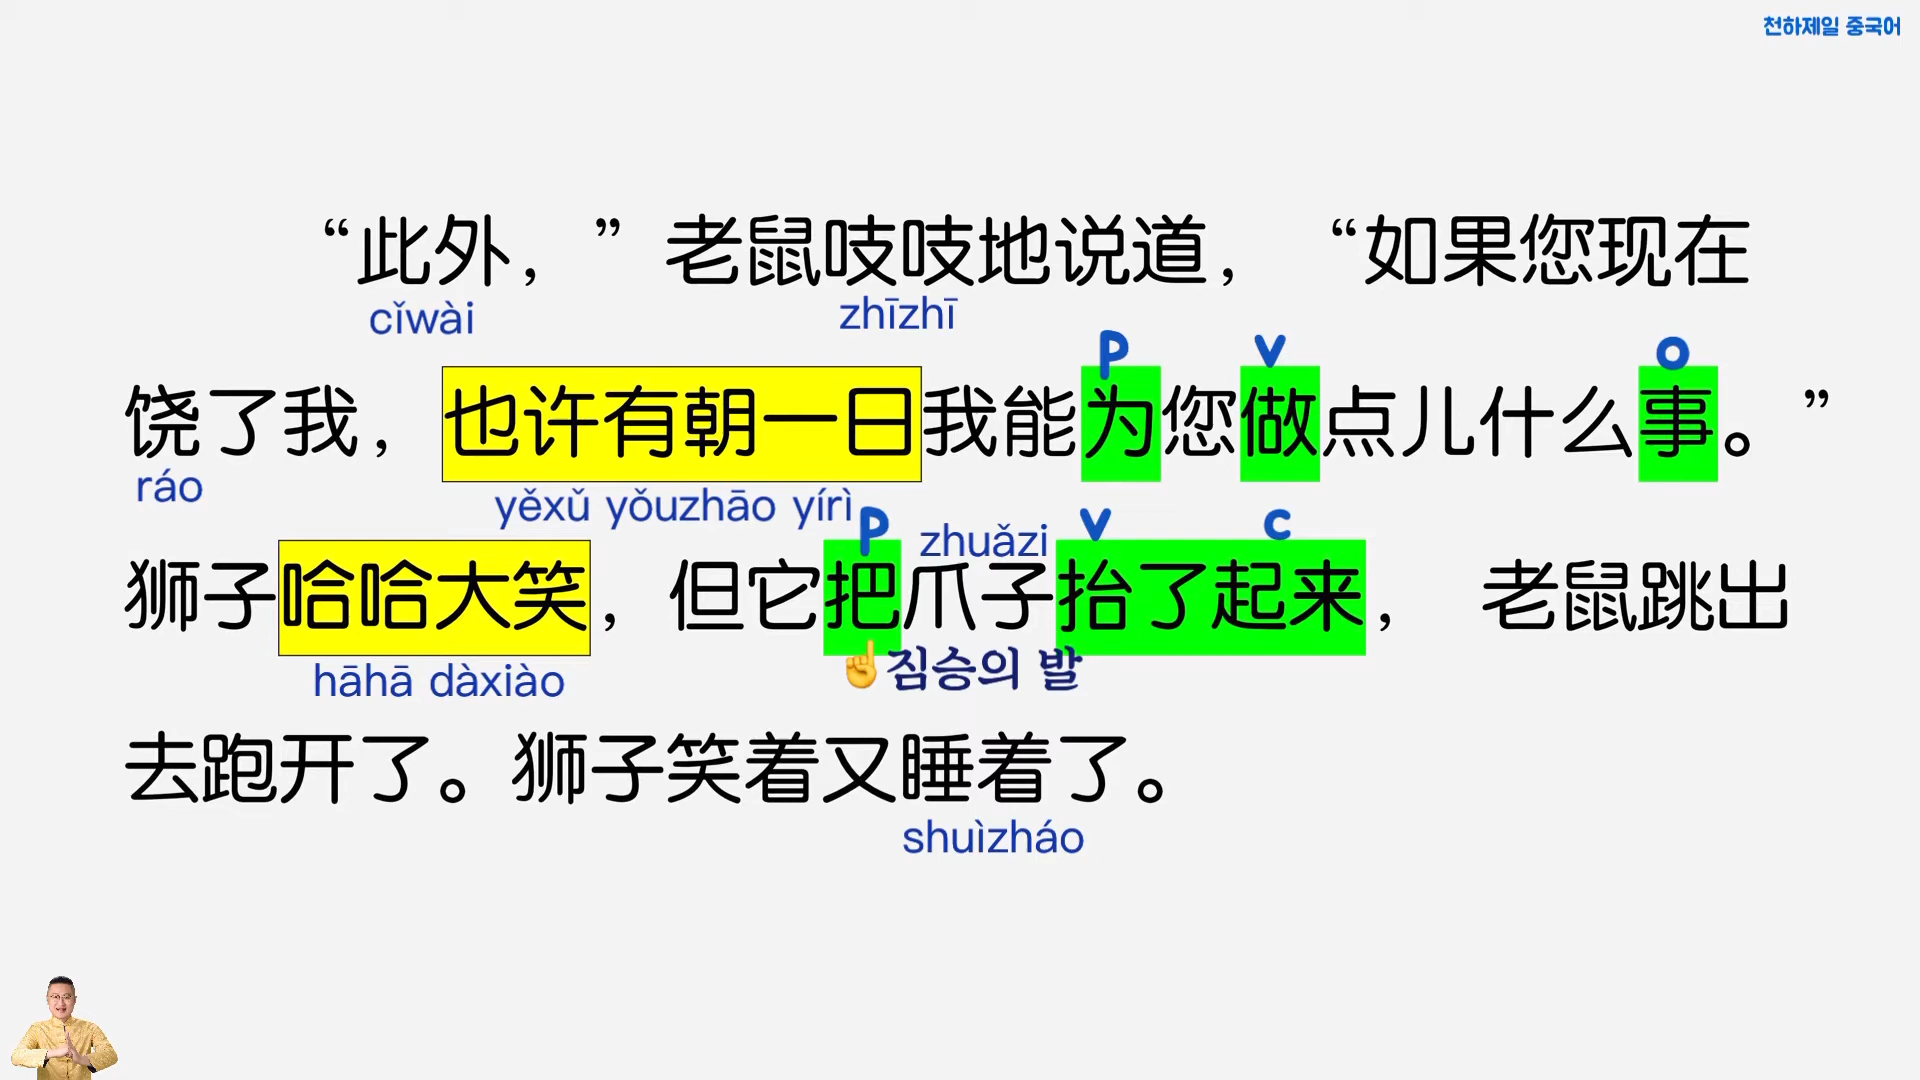 천하제일 중국어
“此外，”老鼠吱吱地说道，“如果您现在
cǐwài zhīzhī
P v o
饶了我，也许有朝一日我能为您做点儿什么事。”
ráo yěxǔ yǒuzhāo yírì
P zhuǎzi v c
狮子哈哈大笑，但它把爪子抬了起来，老鼠跳出
hāhā dàxiào ☝짐승의 발
去跑开了。狮子笑着又睡着了。
shuìzháo